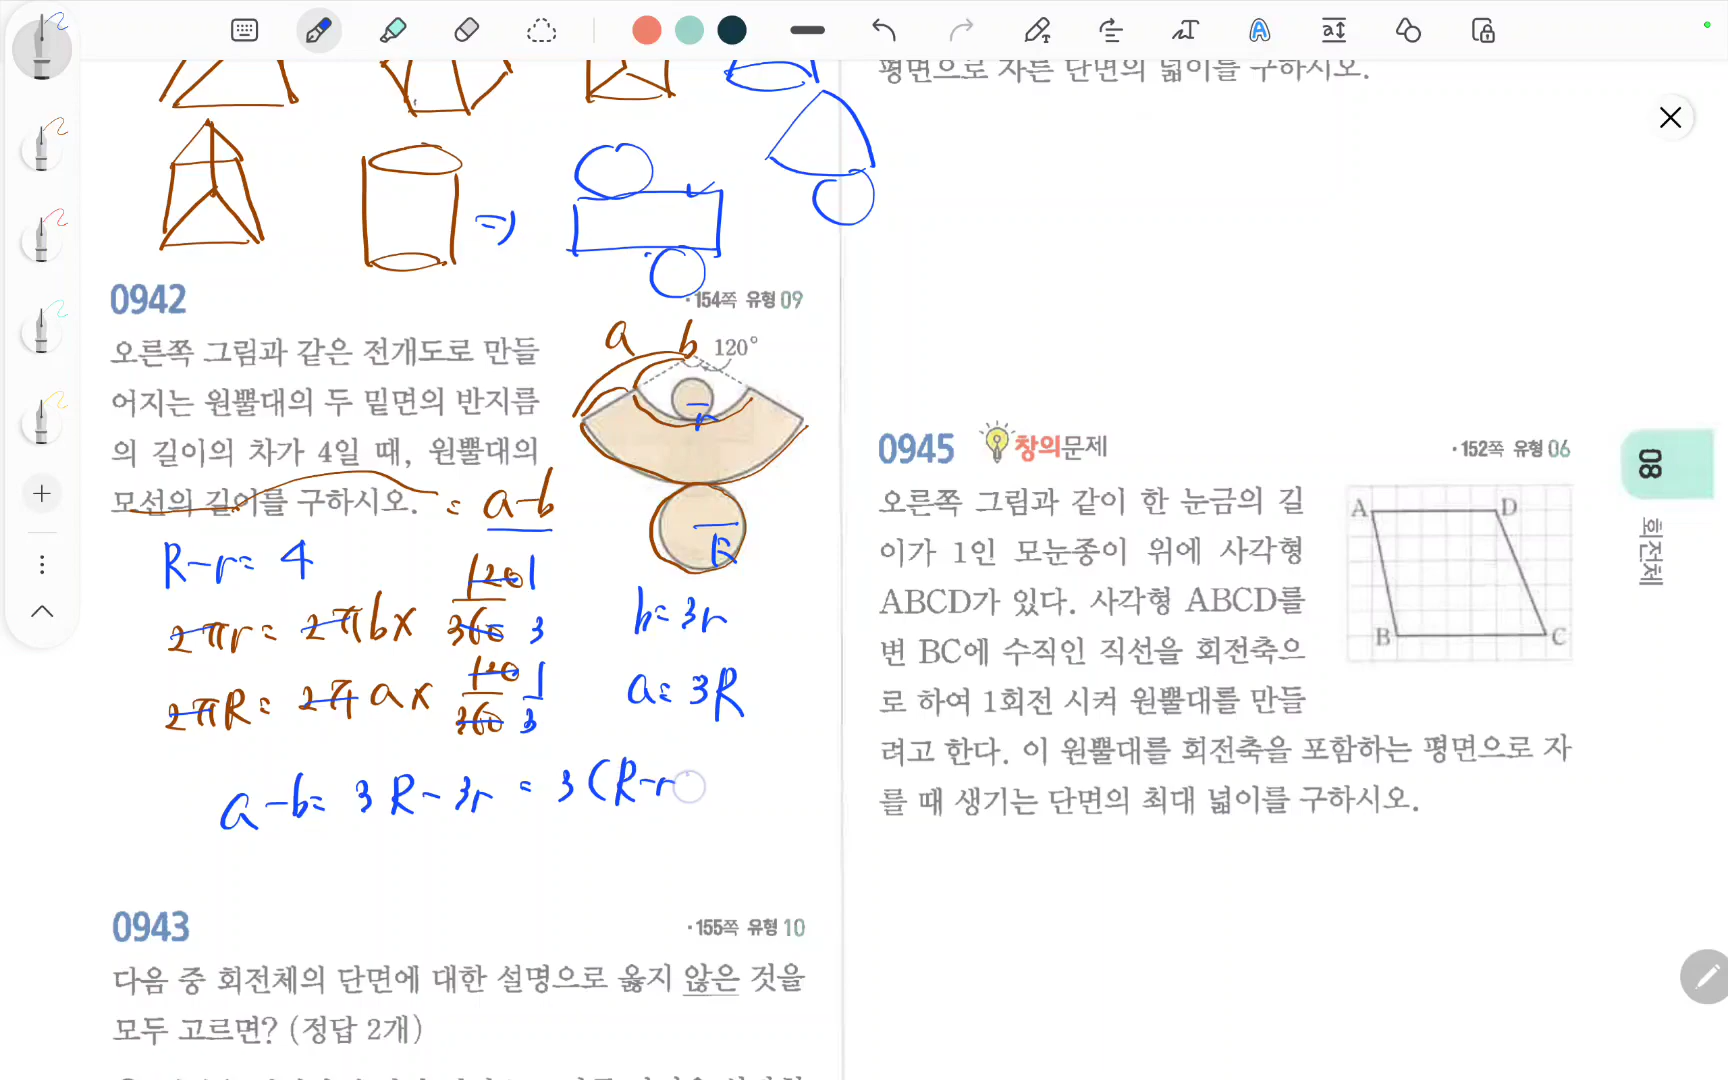 평면으로 자른 단면의 넓이를 구하시오.
0942
·154쪽 유형 09
오른쪽 그림과 같은 전개도로 만들
어지는 원뿔대의 두 밑면의 반지름
의 길이의 차가 4일 때, 원뿔대의
모선의 길이를 구하시오.
= a-b
a
b
120°
r
R
R-r= 4
2πr= 2πb× 120/360 1/3
b=3r
2πR= 2πa× 120/360 1/3
a=3R
a-b= 3R-3r = 3(R-r
0943
·155쪽 유형 10
다음 중 회전체의 단면에 대한 설명으로 옳지 않은 것을
모두 고르면? (정답 2개)
0945 창의문제
·152쪽 유형 06
오른쪽 그림과 같이 한 눈금의 길
이가 1인 모눈종이 위에 사각형
ABCD가 있다. 사각형 ABCD를
변 BC에 수직인 직선을 회전축으
로 하여 1회전 시켜 원뿔대를 만들
려고 한다. 이 원뿔대를 회전축을 포함하는 평면으로 자
를 때 생기는 단면의 최대 넓이를 구하시오.
A
D
B
C
08
회전체